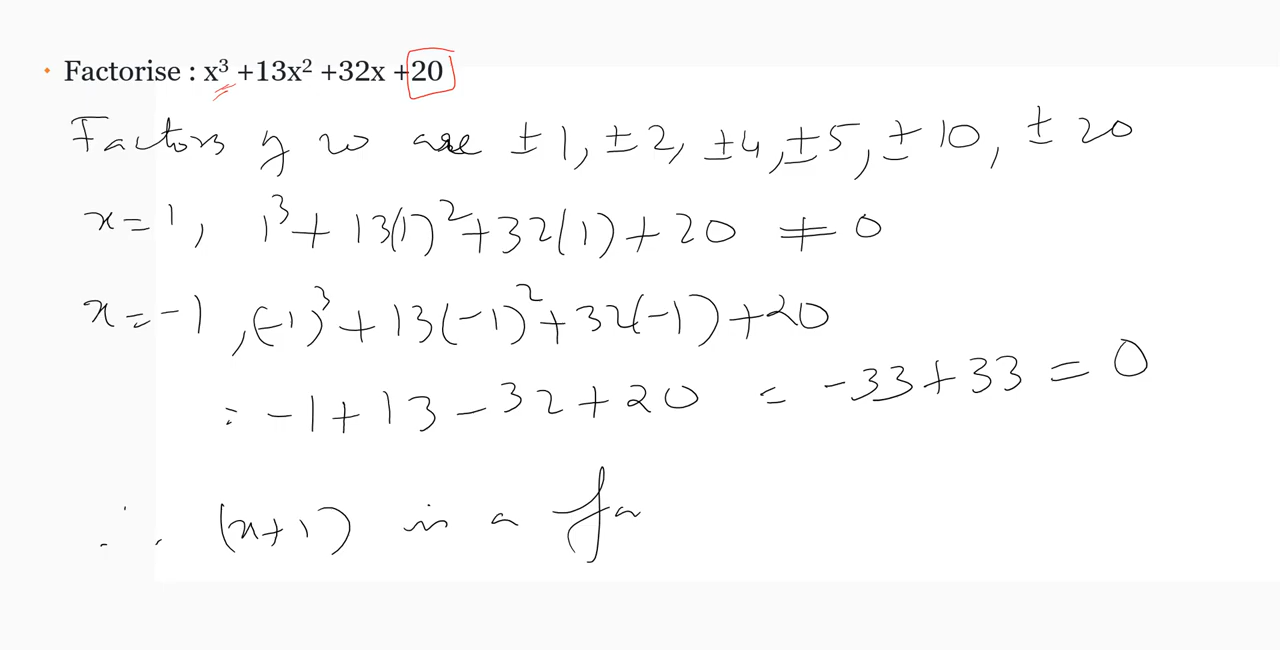 • Factorise : x³ +13x² +32x +20
Factors of 20 are ±1, ±2, ±4, ±5, ±10, ±20
x=1, 1³ + 13(1)² + 32(1) + 20 ≠ 0
x=-1, (-1)³ + 13(-1)² + 32(-1) + 20
= -1 + 13 - 32 + 20 = -33 + 33 = 0
∴ (x+1) is a fa